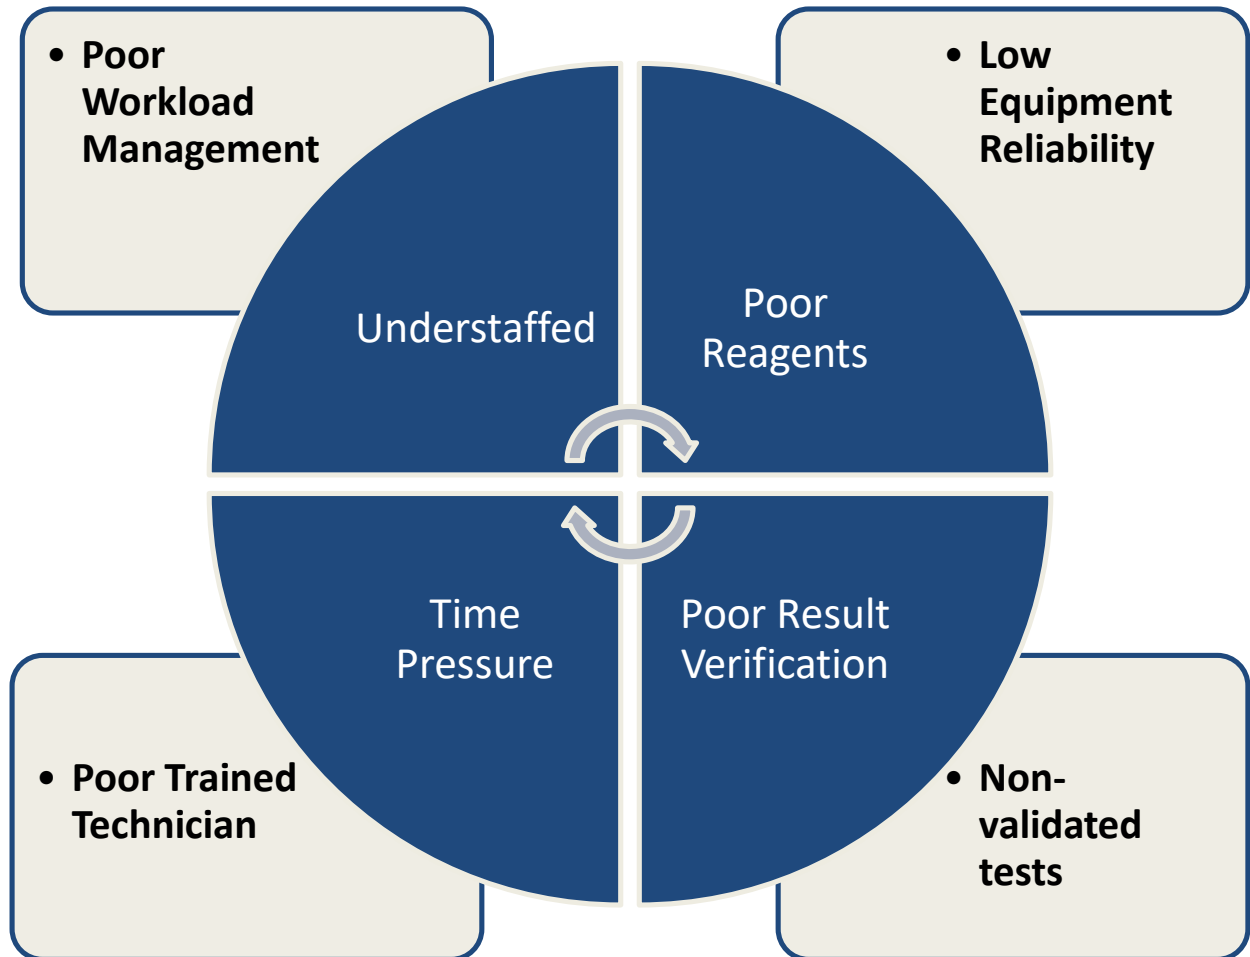 • Poor
Workload
Management
• Low
Equipment
Reliability
Understaffed
Poor
Reagents
Time
Pressure
Poor Result
Verification
• Poor Trained
Technician
• Non-
validated
tests